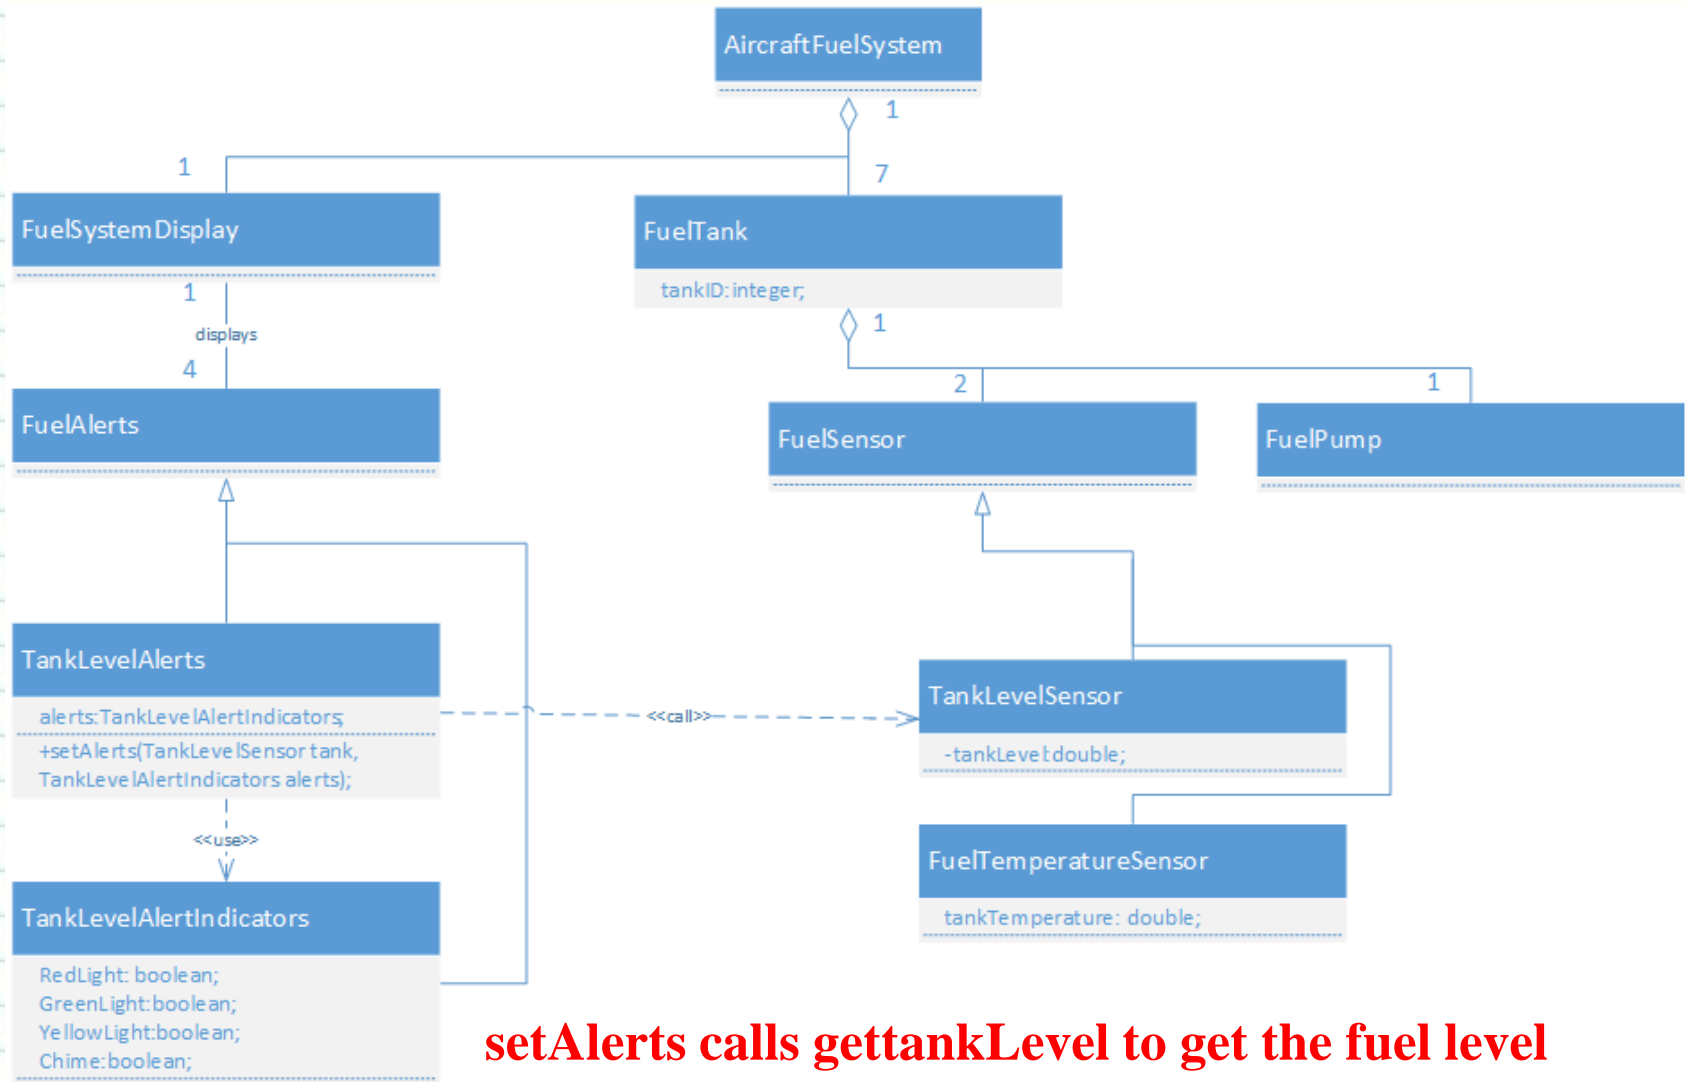 AircraftFuelSystem
1
1
7
FuelSystemDisplay
FuelTank
tankID:integer;
1
displays
4
1
2
1
FuelAlerts
FuelSensor
FuelPump
TankLevelAlerts
alerts:TankLevelAlertIndicators;
+setAlerts(TankLevelSensor tank,
TankLevelAlertIndicators alerts);
<<call>>
TankLevelSensor
-tankLevel:double;
<<use>>
FuelTemperatureSensor
tankTemperature: double;
TankLevelAlertIndicators
RedLight: boolean;
GreenLight:boolean;
YellowLight:boolean;
Chime:boolean;
setAlerts calls gettankLevel to get the fuel level